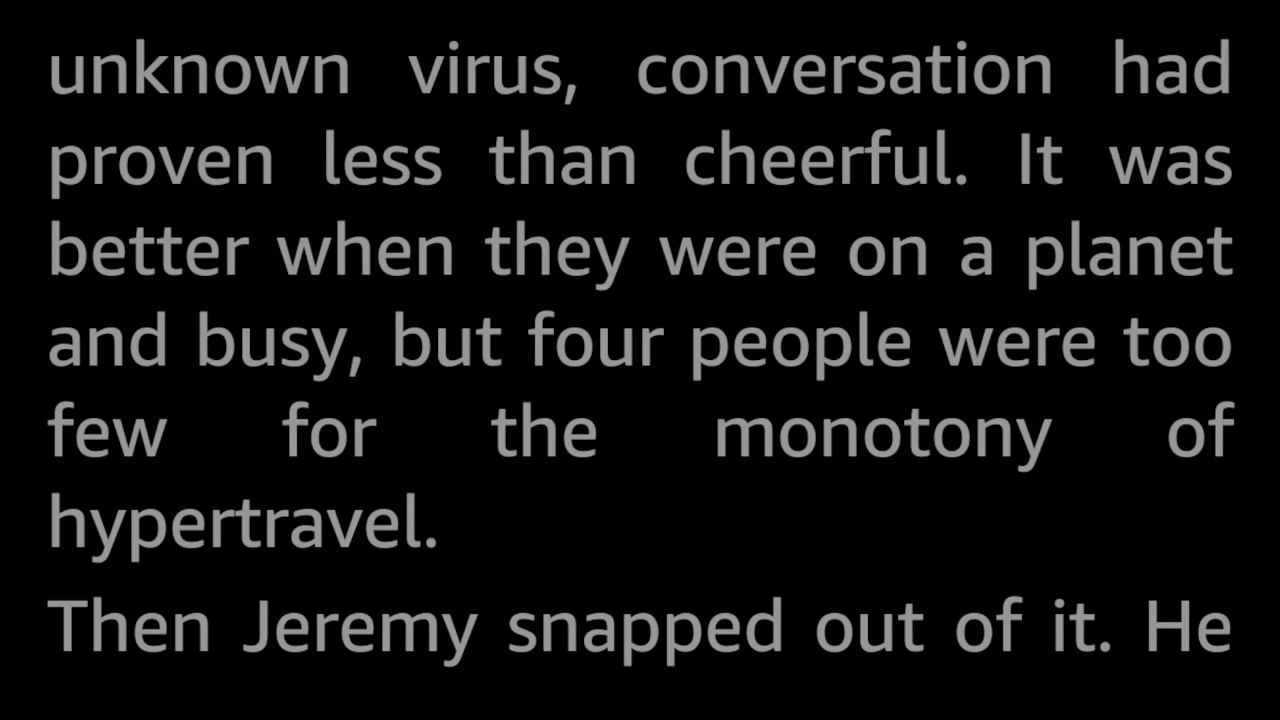 unknown virus, conversation had
proven less than cheerful. It was
better when they were on a planet
and busy, but four people were too
few for the monotony of
hypertravel.
Then Jeremy snapped out of it. He